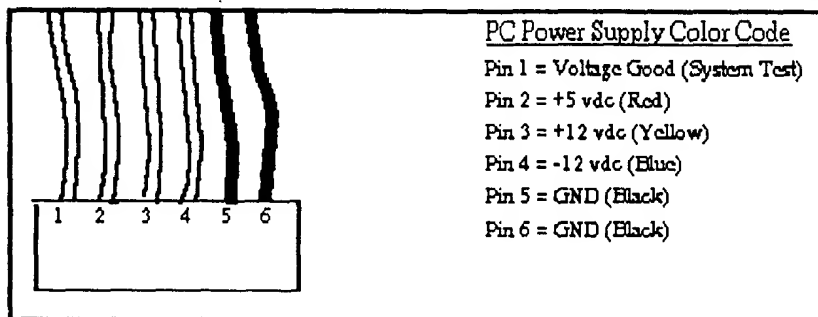 PC Power Supply Color Code
Pin 1 = Voltage Good (System Test)
Pin 2 = +5 vdc (Red)
Pin 3 = +12 vdc (Yellow)
Pin 4 = -12 vdc (Blue)
Pin 5 = GND (Black)
Pin 6 = GND (Black)
1 2 3 4 5 6